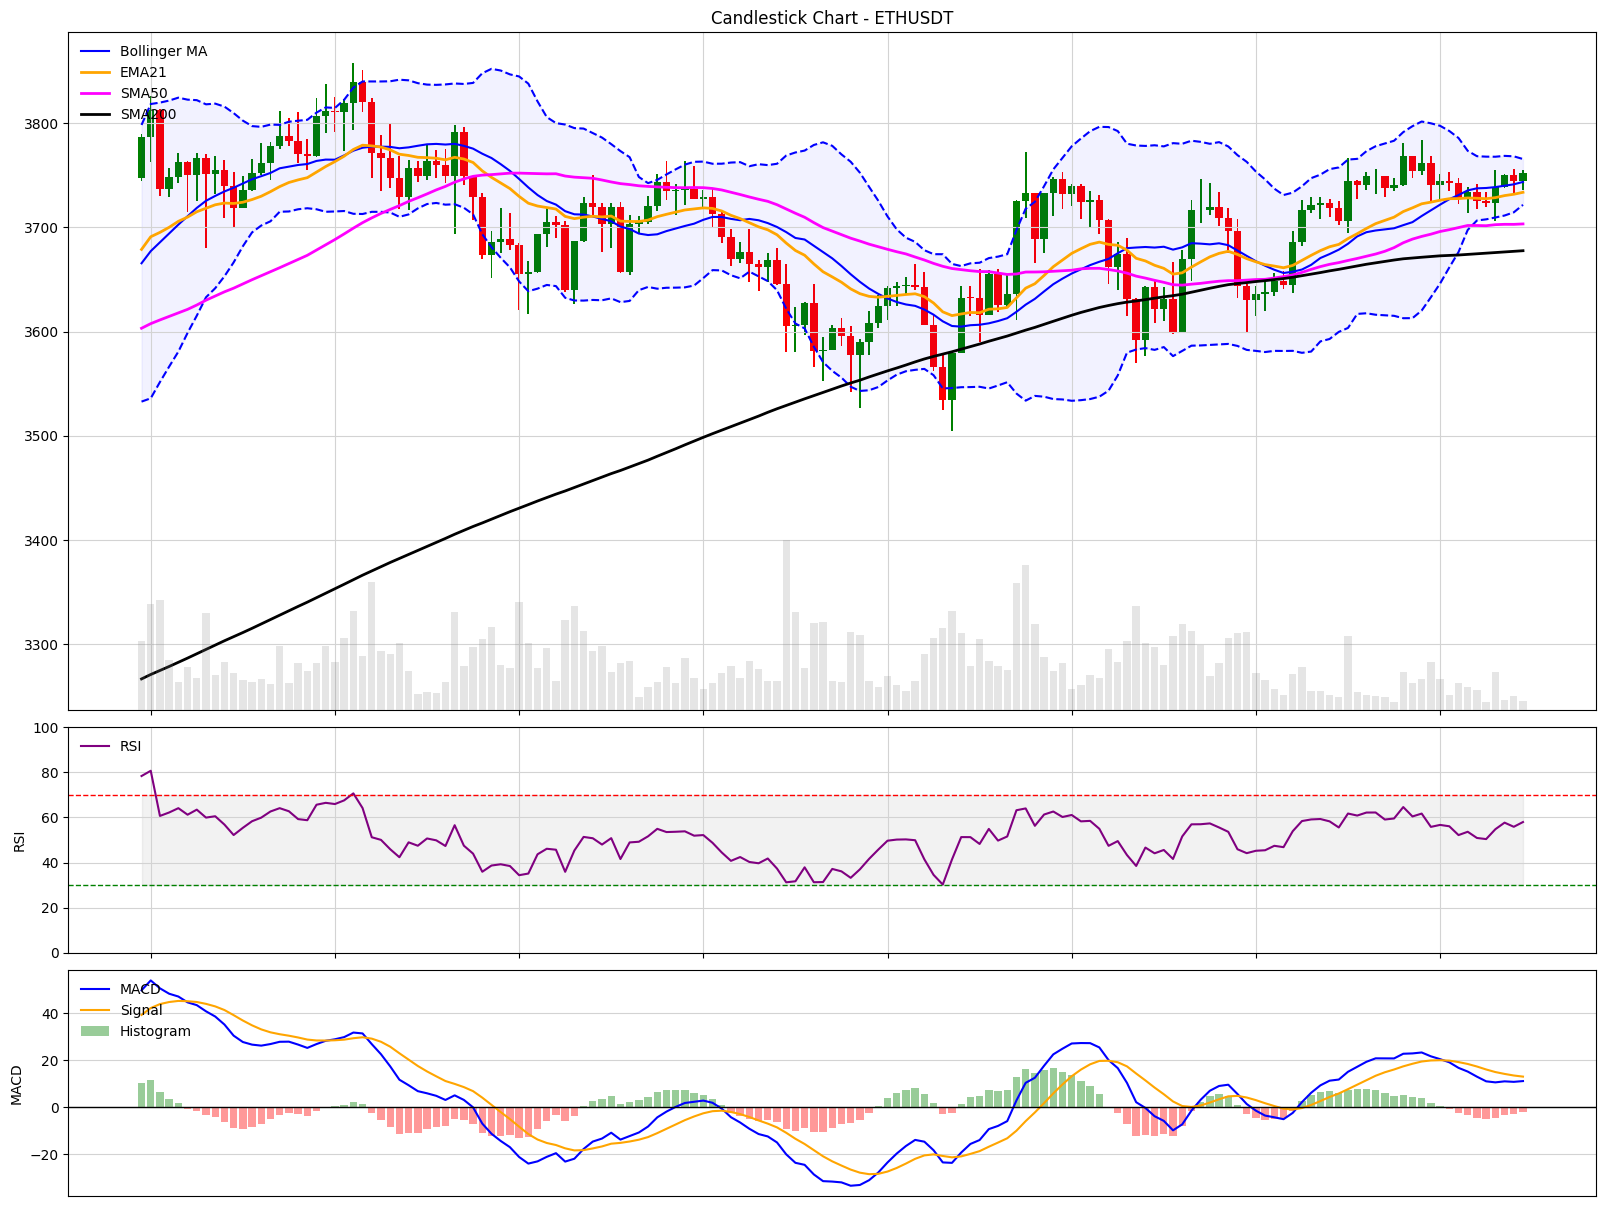 Candlestick Chart - ETHUSDT
Bollinger MA
EMA21
SMA50
SMA200
3800
3700
3600
3500
3400
3300
100
80
60
40
20
0
RSI
RSI
40
20
0
−20
MACD
MACD
Signal
Histogram